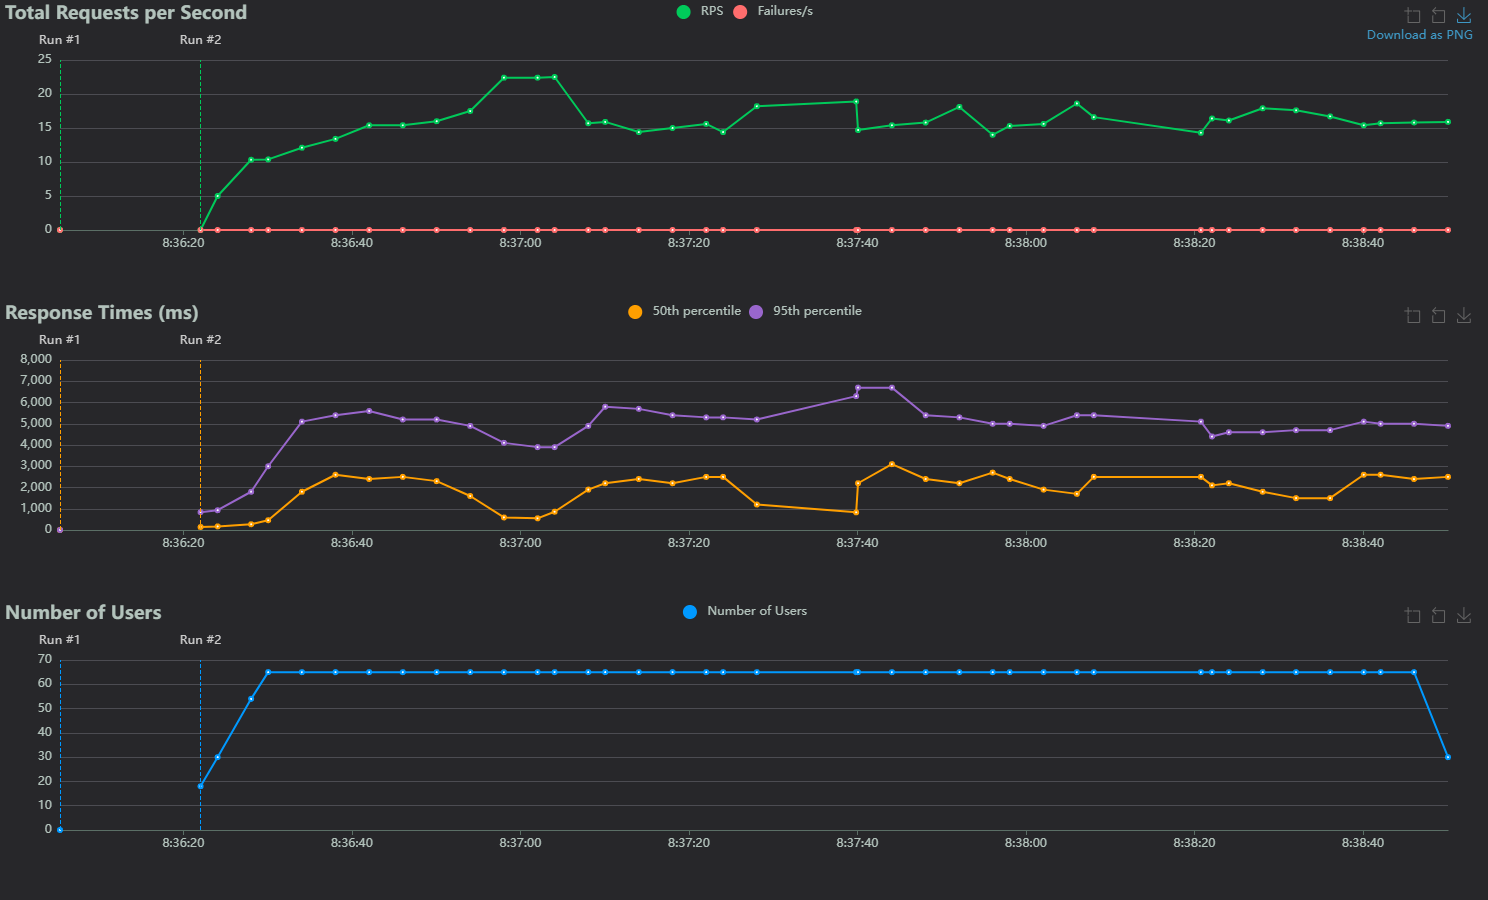 Total Requests per Second
RPS Failures/s
Download as PNG
Run #1 Run #2
25
20
15
10
5
0
8:36:20 8:36:40 8:37:00 8:37:20 8:37:40 8:38:00 8:38:20 8:38:40
Response Times (ms)
50th percentile 95th percentile
Run #1 Run #2
8,000
7,000
6,000
5,000
4,000
3,000
2,000
1,000
0
8:36:20 8:36:40 8:37:00 8:37:20 8:37:40 8:38:00 8:38:20 8:38:40
Number of Users
Number of Users
Run #1 Run #2
70
60
50
40
30
20
10
0
8:36:20 8:36:40 8:37:00 8:37:20 8:37:40 8:38:00 8:38:20 8:38:40